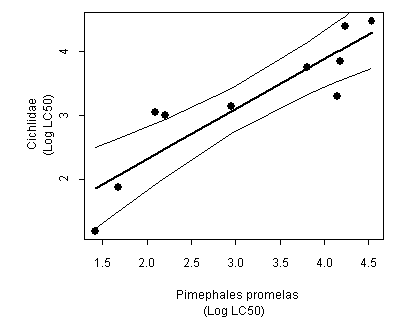 Cichlidae
(Log LC50)
4
3
2
1.5 2.0 2.5 3.0 3.5 4.0 4.5
Pimephales promelas
(Log LC50)